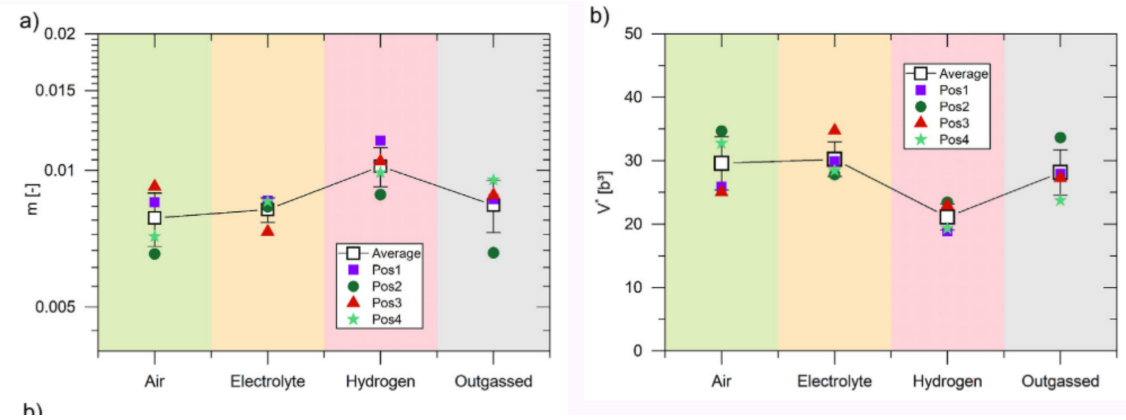 a)
0.02
0.015
0.01
0.005
m [-]
Average
Pos1
Pos2
Pos3
Pos4
Air Electrolyte Hydrogen Outgassed
b)
50
40
30
20
10
0
V* [b³]
Average
Pos1
Pos2
Pos3
Pos4
Air Electrolyte Hydrogen Outgassed
b)